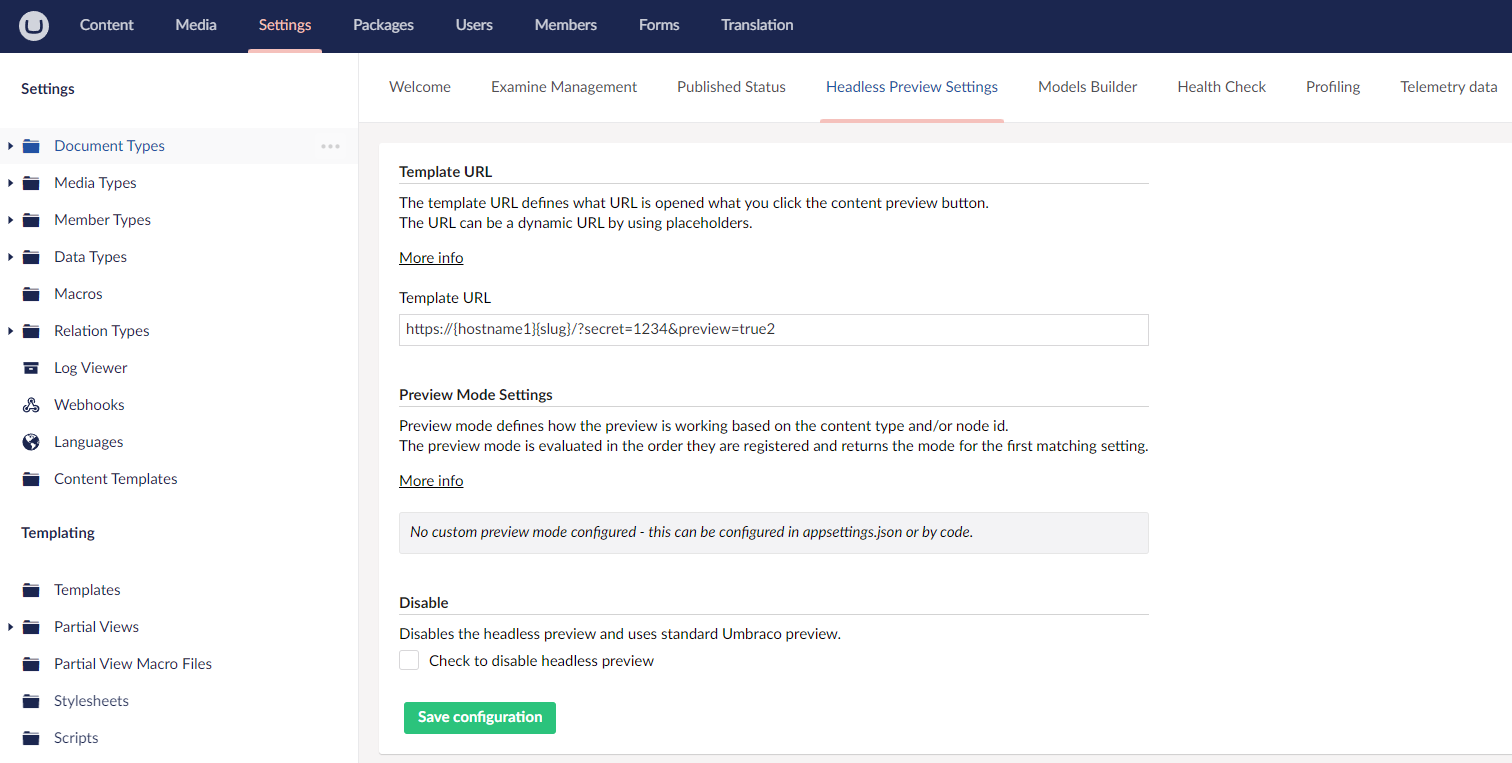 Content Media Settings Packages Users Members Forms Translation
Settings
Document Types
Media Types
Member Types
Data Types
Macros
Relation Types
Log Viewer
Webhooks
Languages
Content Templates
Templating
Templates
Partial Views
Partial View Macro Files
Stylesheets
Scripts
Welcome Examine Management Published Status Headless Preview Settings Models Builder Health Check Profiling Telemetry data
Template URL
The template URL defines what URL is opened what you click the content preview button.
The URL can be a dynamic URL by using placeholders.
More info
Template URL
https://{hostname1}{slug}/?secret=1234&preview=true2
Preview Mode Settings
Preview mode defines how the preview is working based on the content type and/or node id.
The preview mode is evaluated in the order they are registered and returns the mode for the first matching setting.
More info
No custom preview mode configured - this can be configured in appsettings.json or by code.
Disable
Disables the headless preview and uses standard Umbraco preview.
Check to disable headless preview
Save configuration